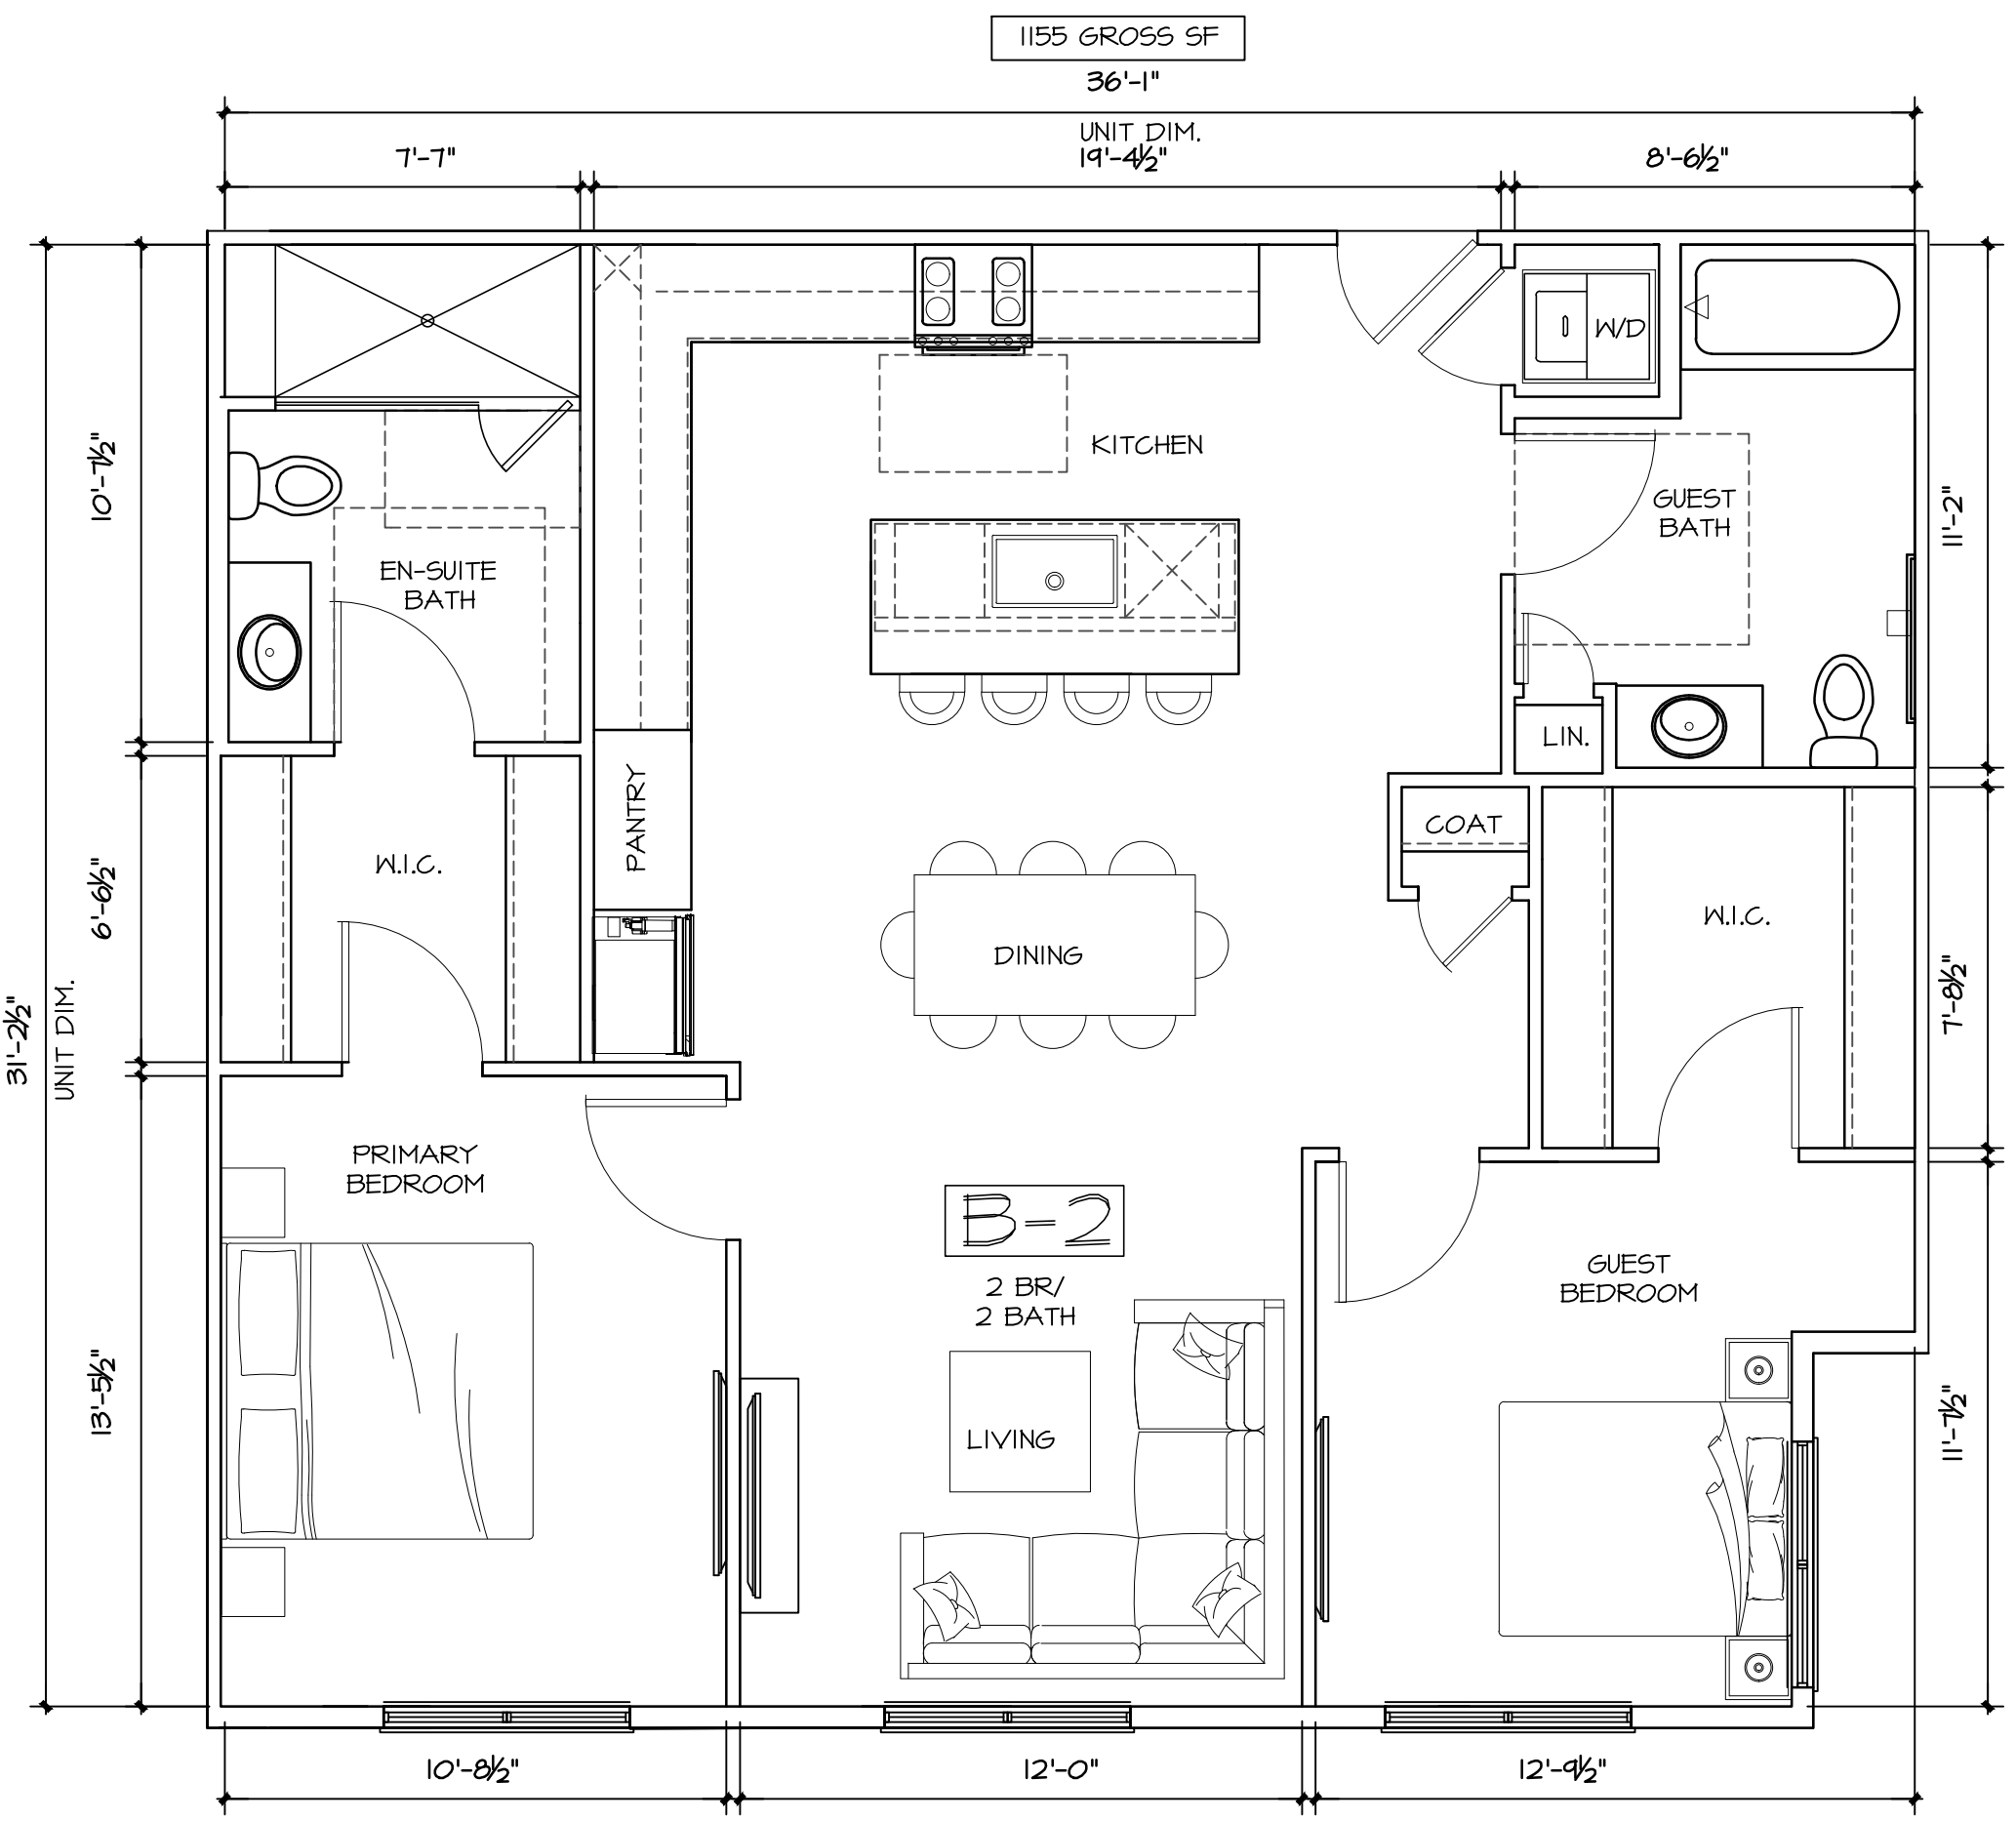 1155 GROSS SF
36'-1"
UNIT DIM.
7'-7"
19'-4½"
8'-6½"
W/D
10'-7½"
KITCHEN
GUEST
BATH
11'-2"
EN-SUITE
BATH
LIN.
PANTRY
COAT
W.I.C.
6'-6½"
W.I.C.
DINING
7'-8½"
31'-2½"
UNIT DIM.
PRIMARY
BEDROOM
B-2
2 BR/
2 BATH
GUEST
BEDROOM
13'-5½"
LIVING
11'-7½"
10'-8½"
12'-0"
12'-9½"